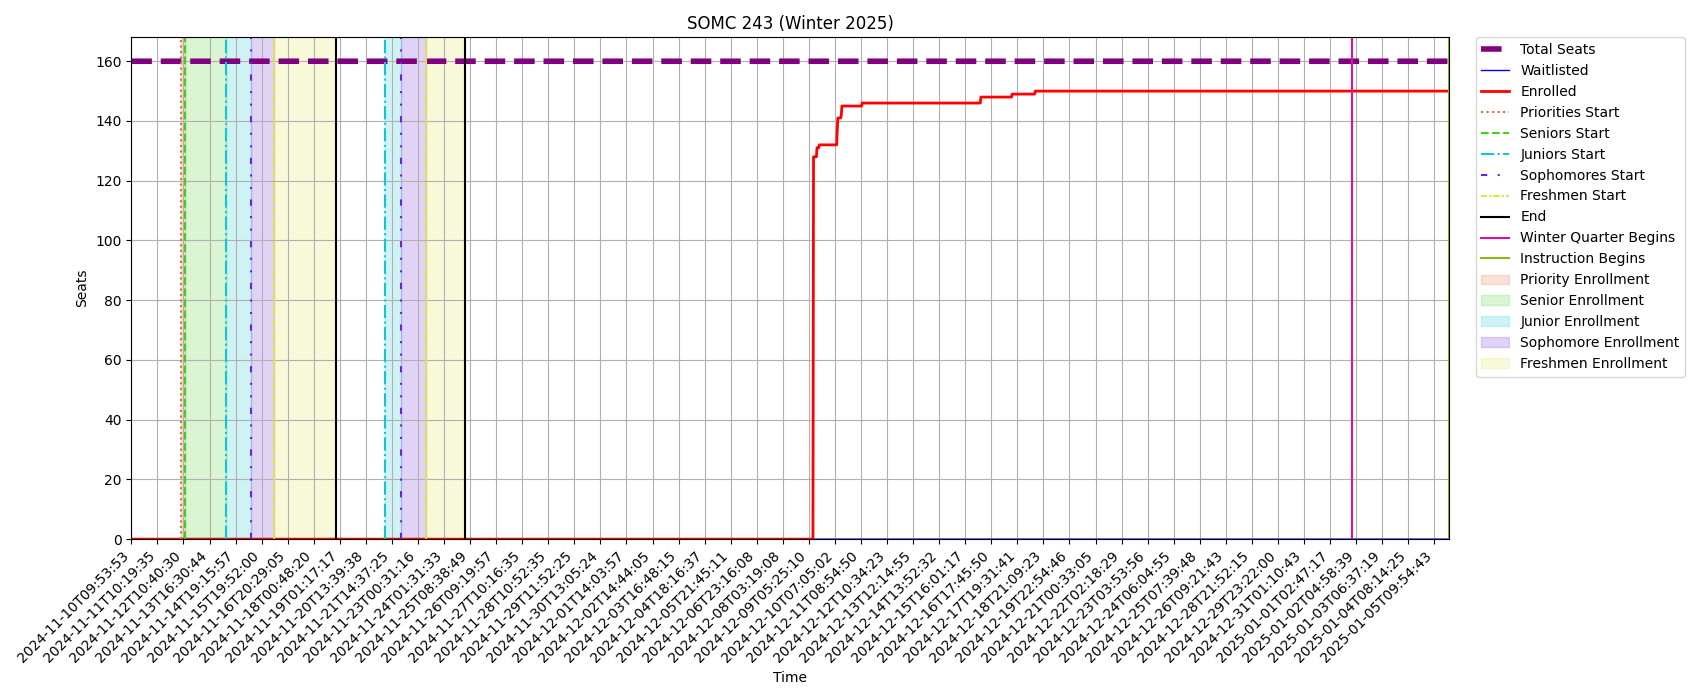 SOMC 243 (Winter 2025)
Seats
160
140
120
100
80
60
40
20
0
2024-11-10T09:53:53
2024-11-11T10:19:35
2024-11-12T10:40:30
2024-11-13T16:30:44
2024-11-14T19:15:57
2024-11-15T19:52:00
2024-11-16T20:29:05
2024-11-18T00:48:20
2024-11-19T01:17:17
2024-11-20T13:39:38
2024-11-21T14:37:25
2024-11-23T00:31:16
2024-11-24T01:31:33
2024-11-25T08:38:49
2024-11-26T09:19:57
2024-11-27T10:16:35
2024-11-28T10:52:35
2024-11-29T11:52:25
2024-11-30T13:05:24
2024-12-01T14:03:57
2024-12-02T14:44:05
2024-12-03T16:48:15
2024-12-04T18:16:37
2024-12-05T21:45:11
2024-12-06T23:16:08
2024-12-08T03:19:08
2024-12-09T05:25:10
2024-12-10T07:05:02
2024-12-11T08:54:50
2024-12-12T10:34:23
2024-12-13T12:14:55
2024-12-14T13:52:32
2024-12-15T16:01:17
2024-12-16T17:45:50
2024-12-17T19:31:41
2024-12-18T21:09:23
2024-12-19T22:54:46
2024-12-21T00:33:05
2024-12-22T02:18:29
2024-12-23T03:53:56
2024-12-24T06:04:55
2024-12-25T07:39:48
2024-12-26T09:21:43
2024-12-28T21:52:15
2024-12-29T23:22:00
2024-12-31T01:10:43
2025-01-01T02:47:17
2025-01-02T04:58:39
2025-01-03T06:37:19
2025-01-04T08:14:25
2025-01-05T09:54:43
Time
Total Seats
Waitlisted
Enrolled
Priorities Start
Seniors Start
Juniors Start
Sophomores Start
Freshmen Start
End
Winter Quarter Begins
Instruction Begins
Priority Enrollment
Senior Enrollment
Junior Enrollment
Sophomore Enrollment
Freshmen Enrollment